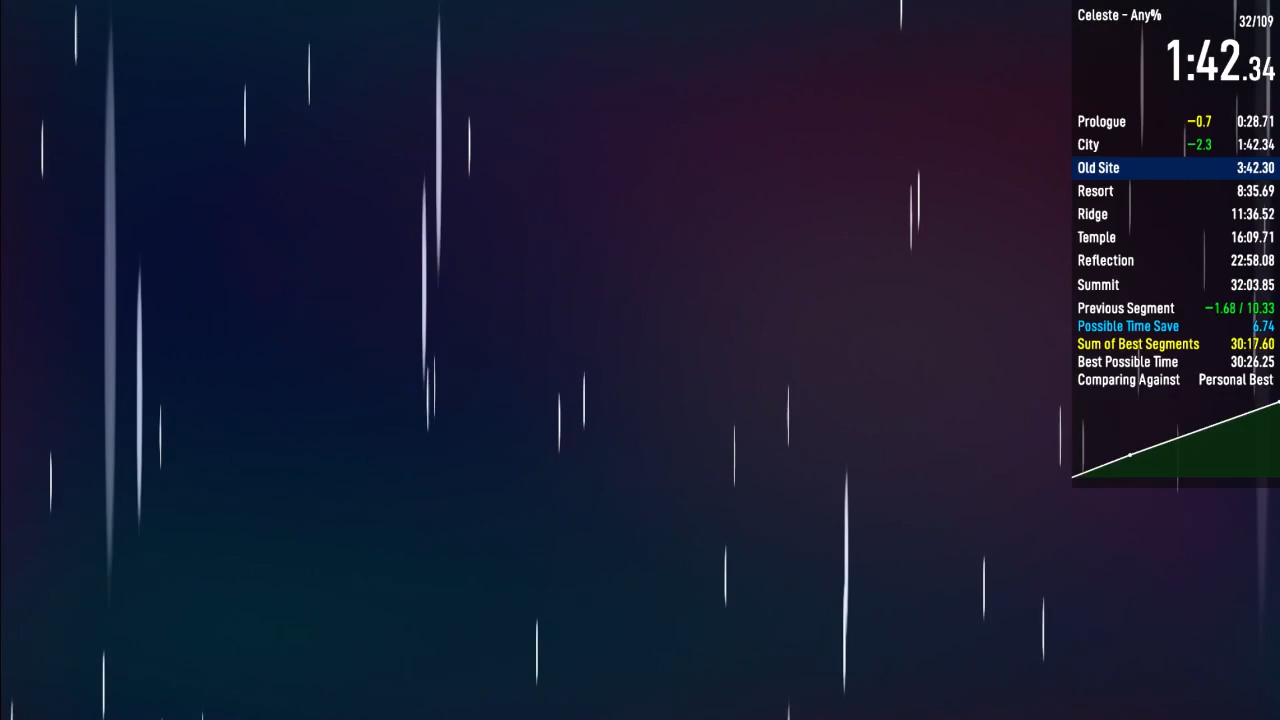 Celeste - Any%
32/109
1:42.34
Prologue -0.7 0:28.71
City -2.3 1:42.34
Old Site 3:42.30
Resort 8:35.69
Ridge 11:36.52
Temple 16:09.71
Reflection 22:58.08
Summit 32:03.85
Previous Segment -1.68 / 10.33
Possible Time Save 6.74
Sum of Best Segments 30:17.60
Best Possible Time 30:26.25
Comparing Against Personal Best